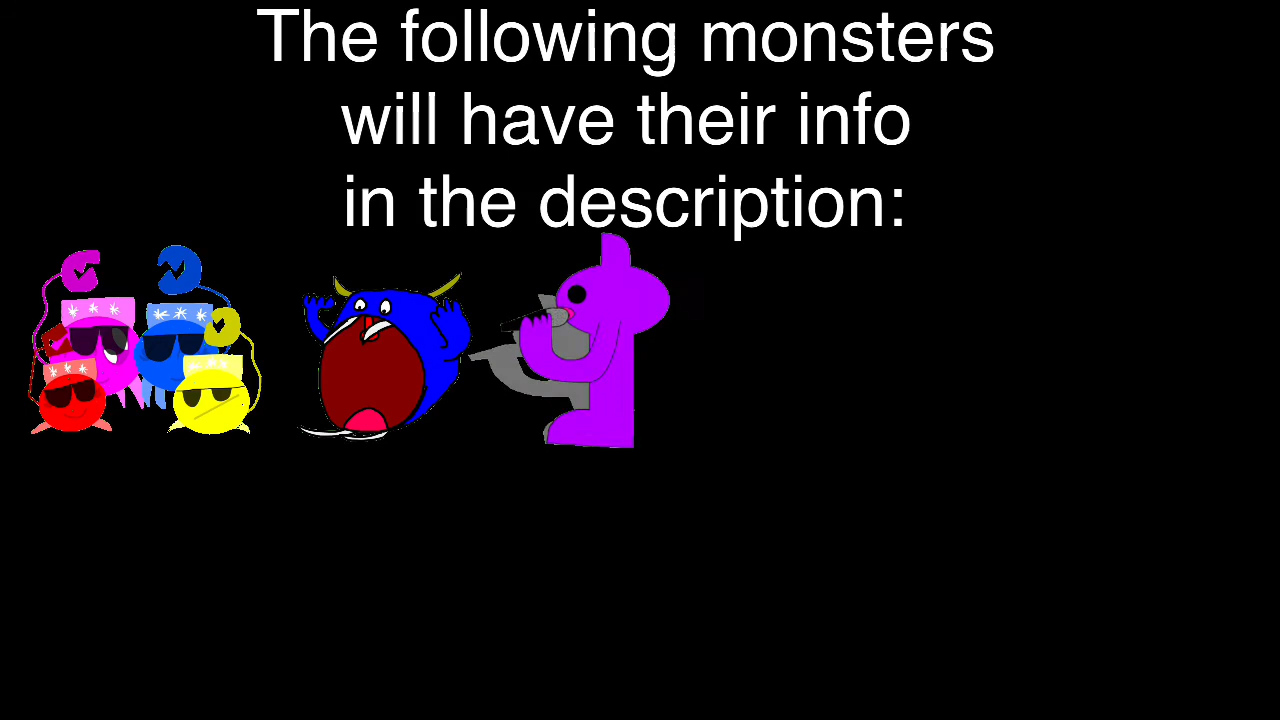 The following monsters
will have their info
in the description: